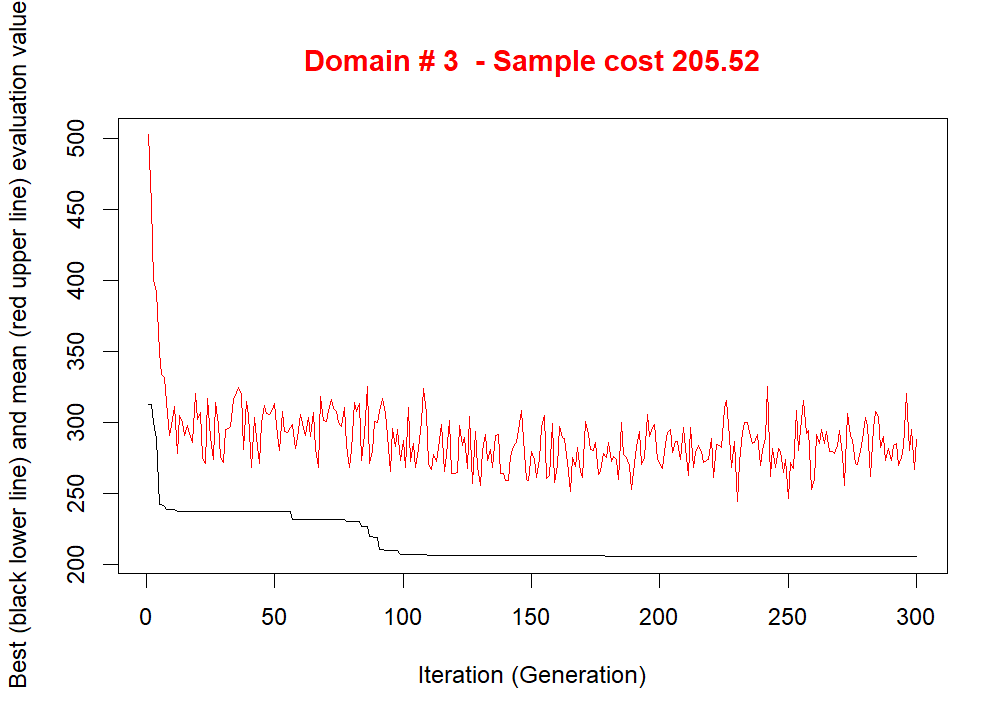 Domain # 3  - Sample cost 205.52
Best (black lower line) and mean (red upper line) evaluation value
500
450
400
350
300
250
200
0 50 100 150 200 250 300
Iteration (Generation)